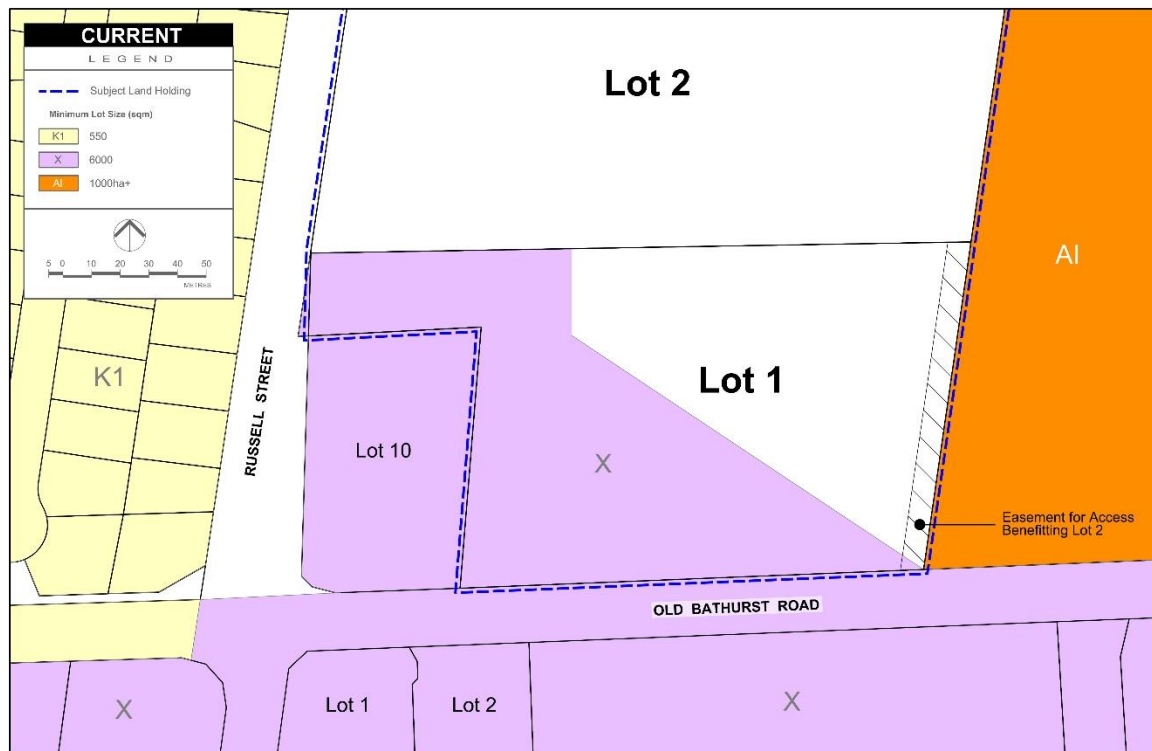 CURRENT
LEGEND
Subject Land Holding
Minimum Lot Size (sqm)
K1 550
X 6000
AI 1000ha+
5 0 10 20 30 40 50
METRES
Lot 2
AI
K1
RUSSELL STREET
Lot 1
Lot 10
X
Easement for Access
Benefitting Lot 2
OLD BATHURST ROAD
X
Lot 1
Lot 2
X